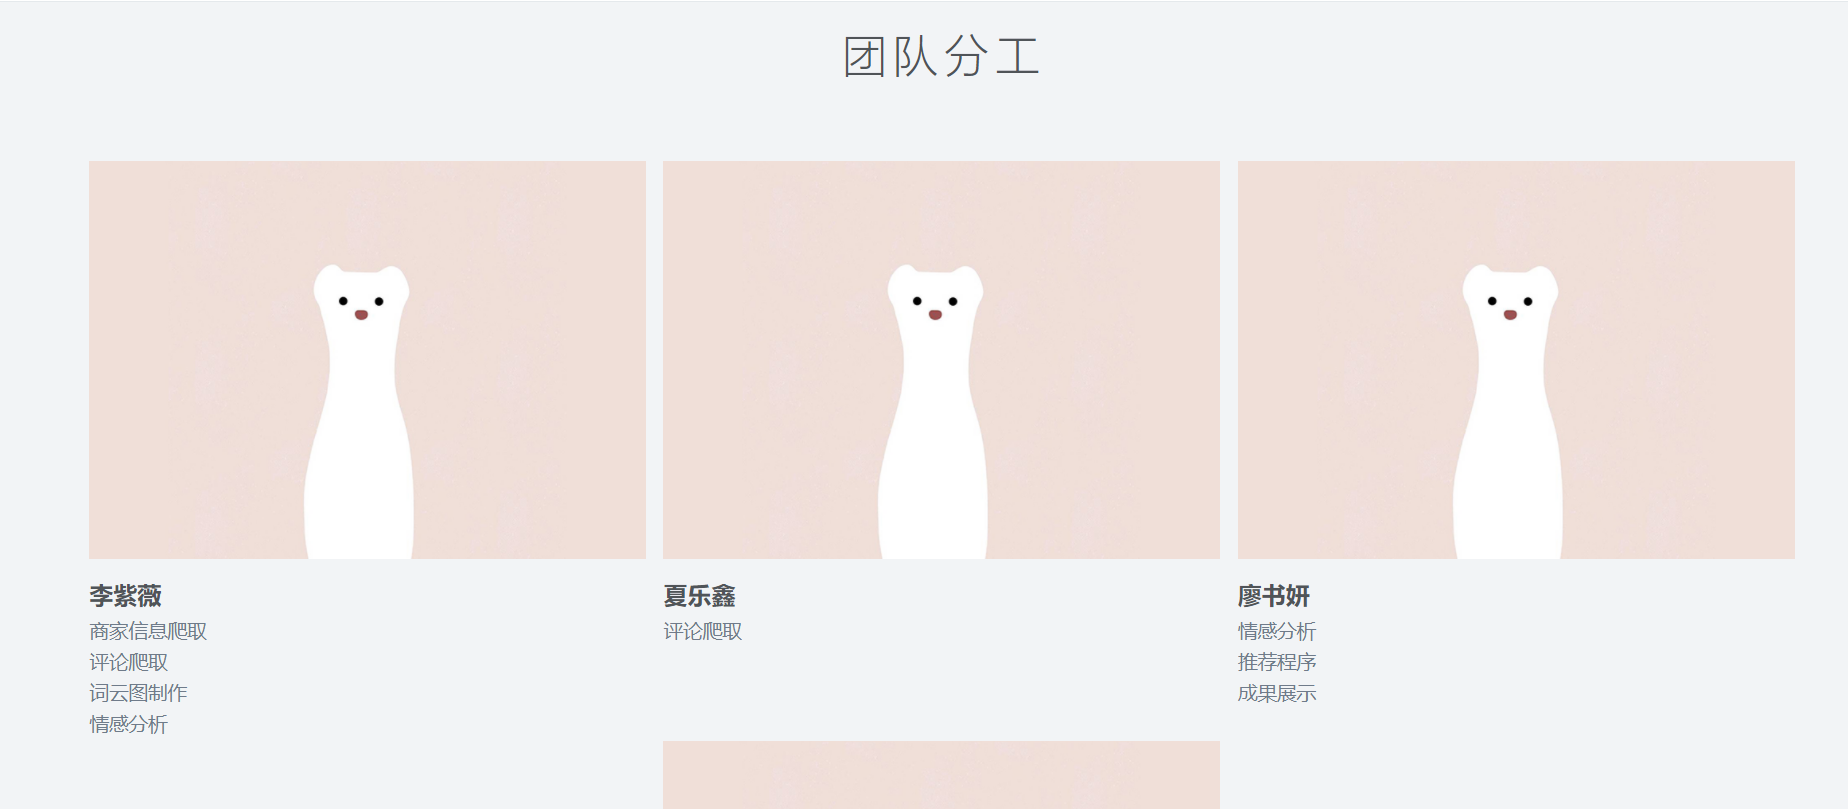 团队分工
李紫薇
商家信息爬取
评论爬取
词云图制作
情感分析
夏乐鑫
评论爬取
廖书妍
情感分析
推荐程序
成果展示